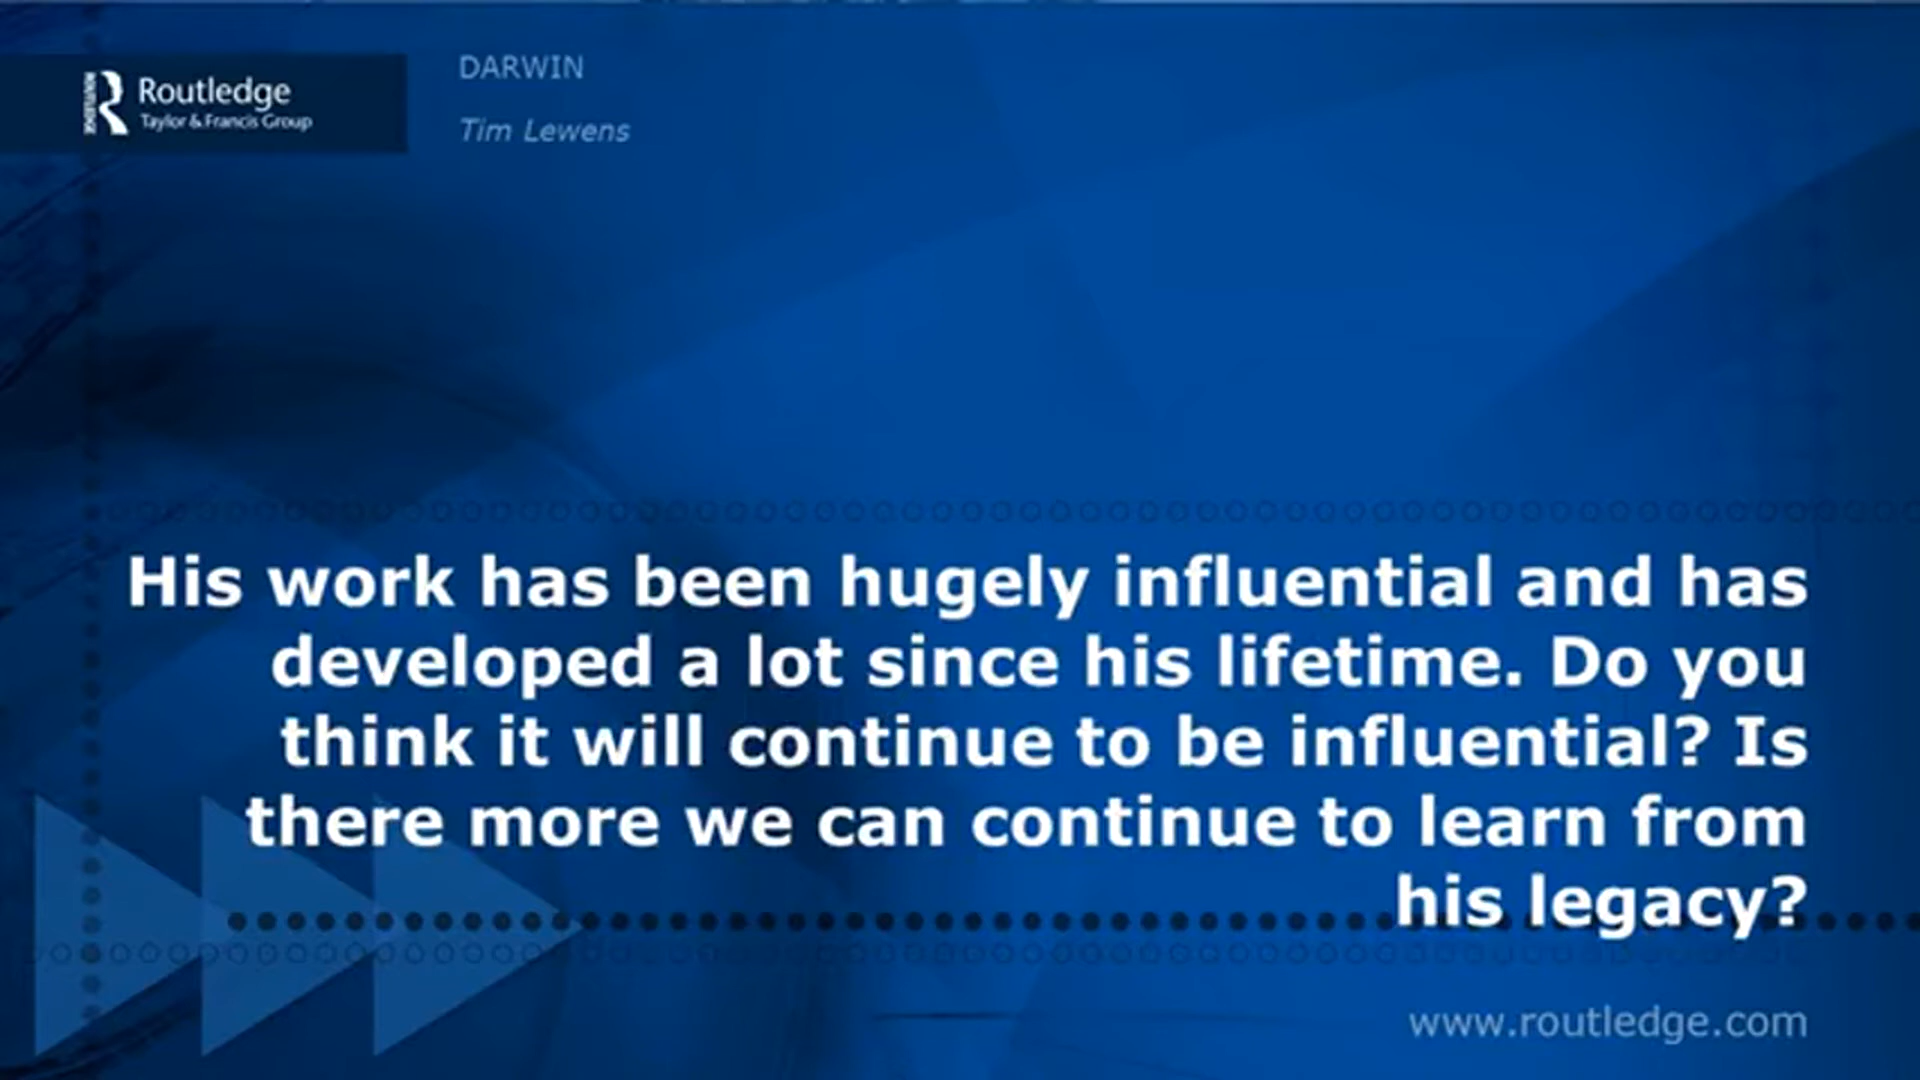 ROUTLEDGE
Routledge
Taylor & Francis Group
DARWIN
Tim Lewens
His work has been hugely influential and has
developed a lot since his lifetime. Do you
think it will continue to be influential? Is
there more we can continue to learn from
his legacy?
www.routledge.com